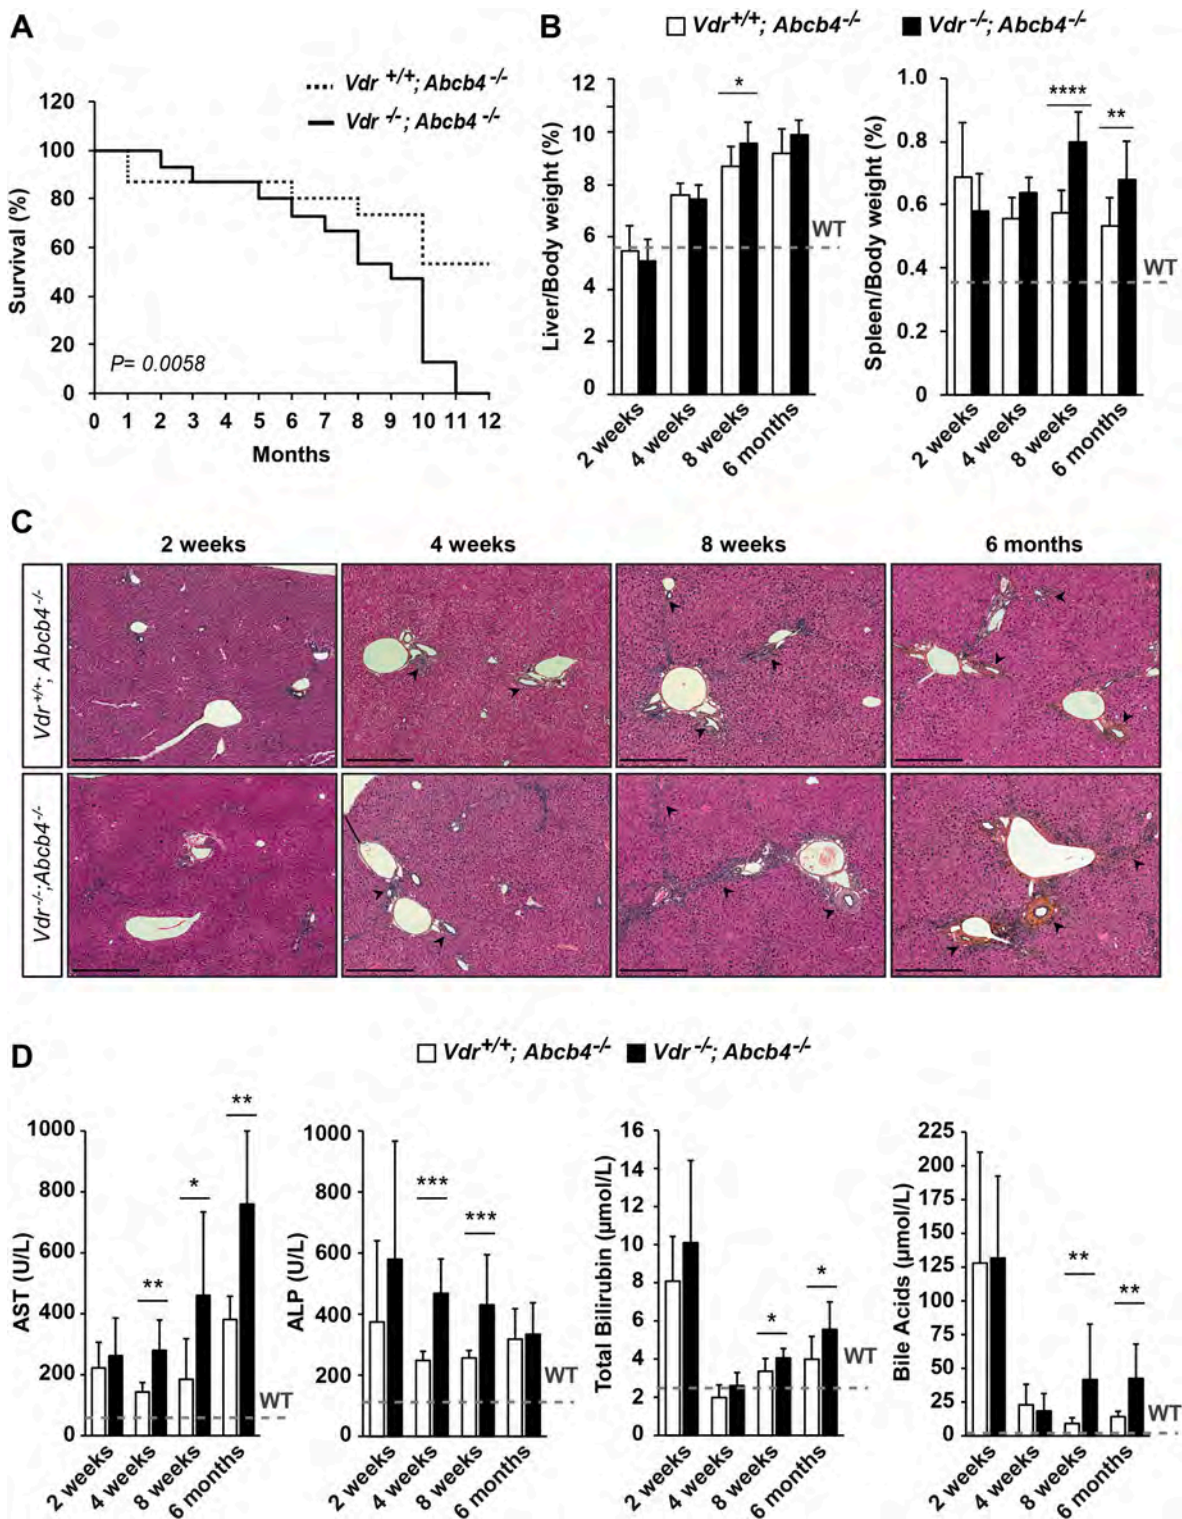 A
Vdr +/+; Abcb4 -/-
Vdr -/-; Abcb4 -/-
Survival (%)
120
100
80
60
40
20
0
P= 0.0058
0 1 2 3 4 5 6 7 8 9 10 11 12
Months
B
Vdr+/+; Abcb4-/- Vdr-/-; Abcb4-/-
Liver/Body weight (%)
12
10
8
6
4
2
0
*
WT
2 weeks
4 weeks
8 weeks
6 months
Spleen/Body weight (%)
1.0
0.8
0.6
0.4
0.2
0
****
**
WT
2 weeks
4 weeks
8 weeks
6 months
C
2 weeks 4 weeks 8 weeks 6 months
Vdr+/+; Abcb4-/-
Vdr-/-;Abcb4-/-
D
Vdr+/+; Abcb4-/- Vdr-/-; Abcb4-/-
AST (U/L)
1000
800
600
400
200
0
**
*
**
WT
2 weeks
4 weeks
8 weeks
6 months
ALP (U/L)
1000
800
600
400
200
0
***
***
WT
2 weeks
4 weeks
8 weeks
6 months
Total Bilirubin (µmol/L)
16
14
12
10
8
6
4
2
0
*
*
WT
2 weeks
4 weeks
8 weeks
6 months
Bile Acids (µmol/L)
225
200
175
150
125
100
75
50
25
0
**
**
WT
2 weeks
4 weeks
8 weeks
6 months